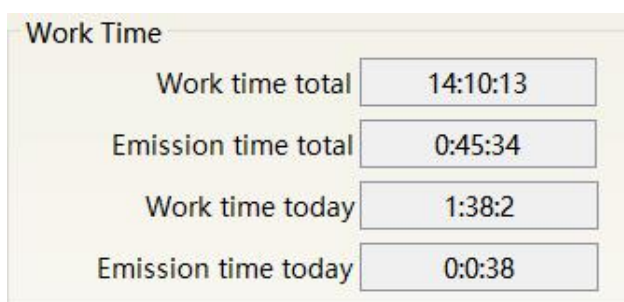 Work Time
Work time total 14:10:13
Emission time total 0:45:34
Work time today 1:38:2
Emission time today 0:0:38